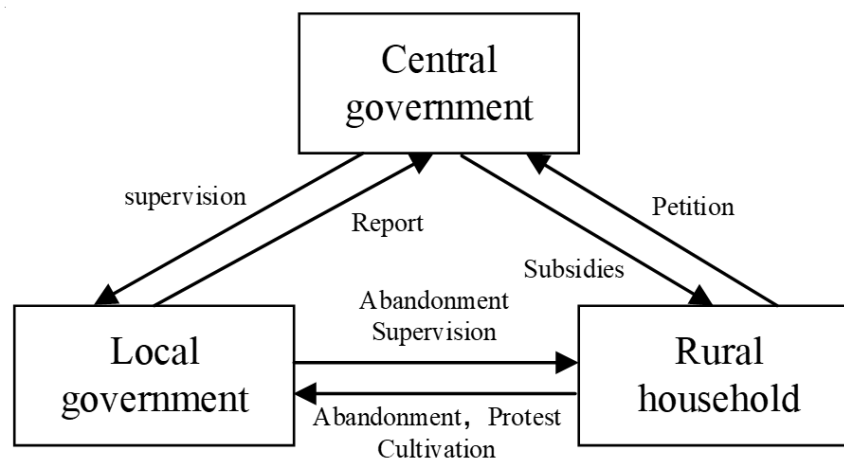 Central
government
supervision
Report
Petition
Subsidies
Abandonment
Supervision
Local
government
Rural
household
Abandonment，Protest
Cultivation